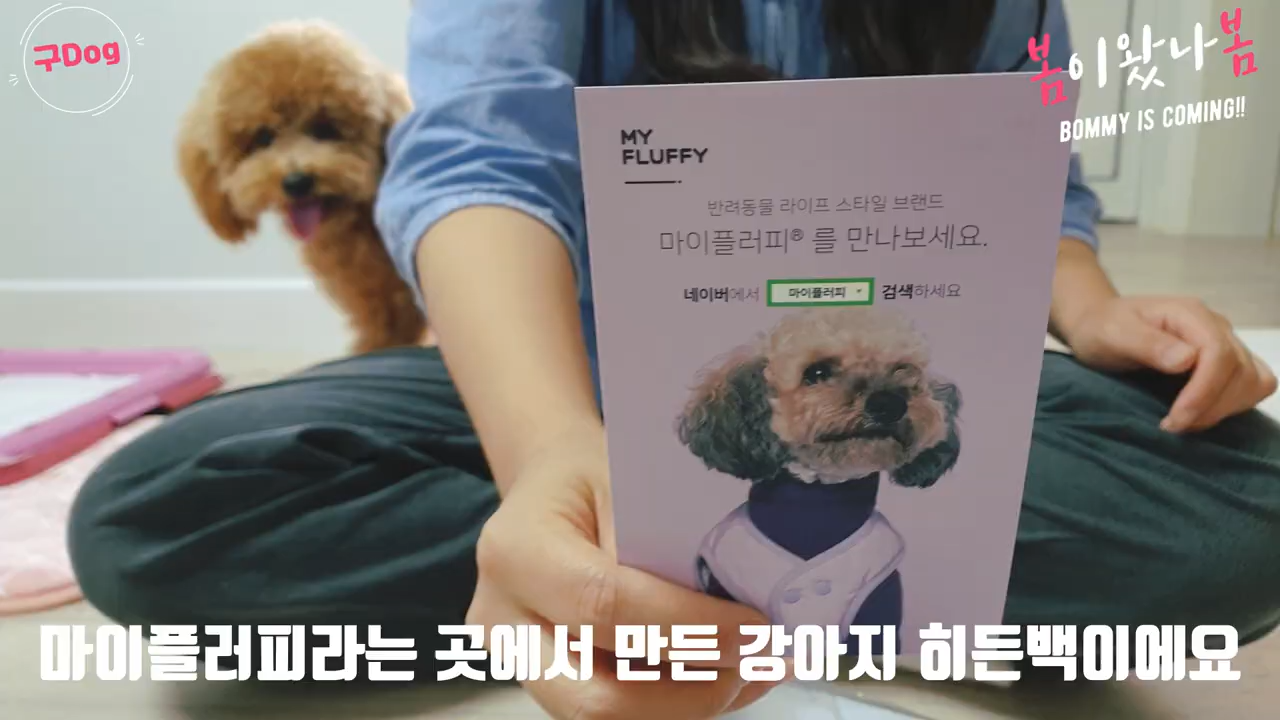 구Dog
봄이 왔나 봄
BOMMY IS COMING!!
MY
FLUFFY
반려동물 라이프 스타일 브랜드
마이플러피® 를 만나보세요.
네이버에서 마이플러피 검색하세요
마이플러피라는 곳에서 만든 강아지 히든백이에요